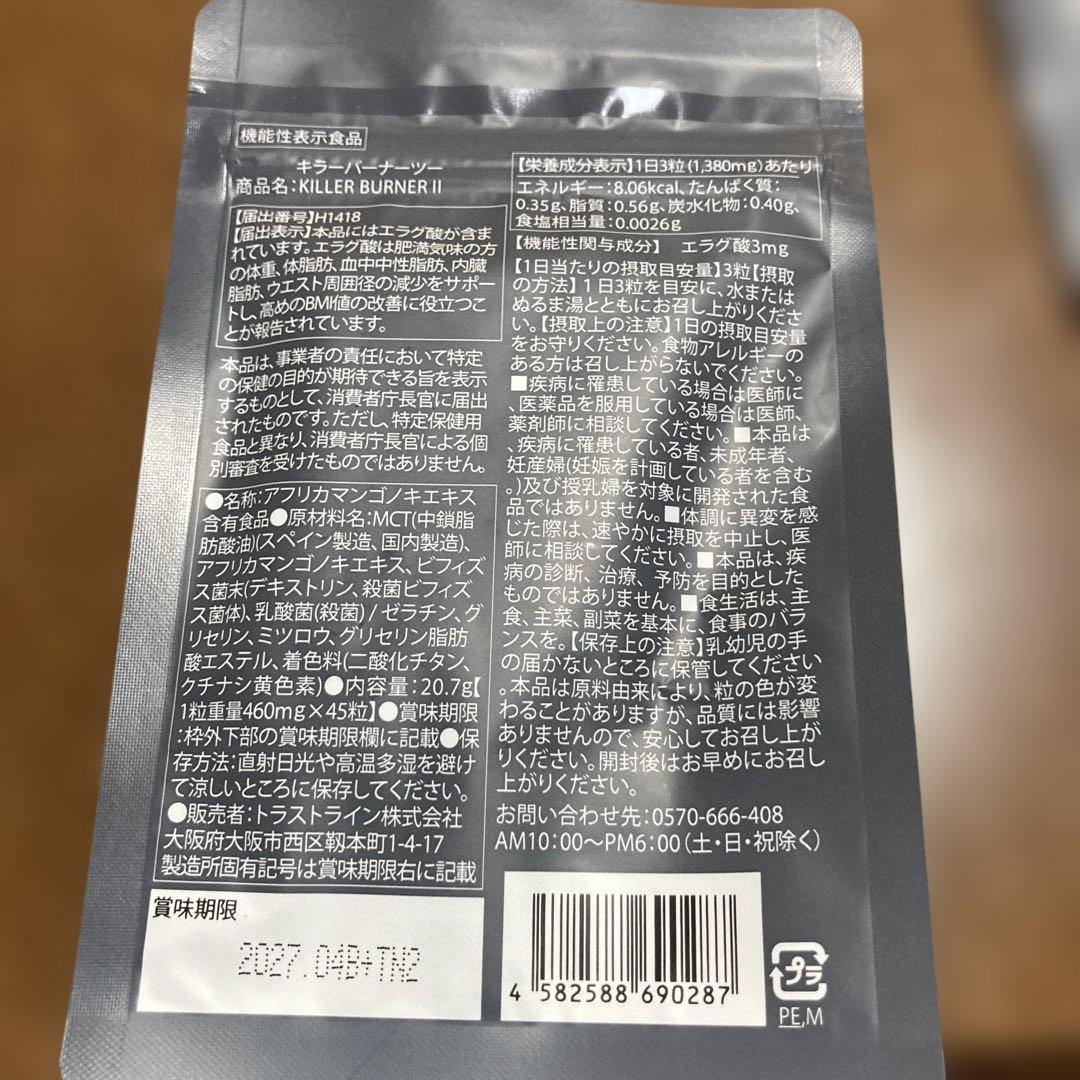 機能性表示食品
キラーバーナーツー
商品名:KILLER BURNER II
【届出番号】H1418
【届出表示】本品にはエラグ酸が含ま
れています。エラグ酸は肥満気味の方
の体重、体脂肪、血中中性脂肪、内臓
脂肪、ウエスト周囲径の減少をサポー
トし、高めのBMI値の改善に役立つこ
とが報告されています。
本品は、事業者の責任において特定
の保健の目的が期待できる旨を表示
するものとして、消費者庁長官に届出
されたものです。ただし、特定保健用
食品と異なり、消費者庁長官による個
別審査を受けたものではありません。
●名称:アフリカマンゴノキエキス
含有食品●原材料名:MCT(中鎖脂
肪酸油)(スペイン製造、国内製造)、
アフリカマンゴノキエキス、ビフィズ
ス菌末(デキストリン、殺菌ビフィズ
ス菌体)、乳酸菌(殺菌) / ゼラチン、グ
リセリン、ミツロウ、グリセリン脂肪
酸エステル、着色料(二酸化チタン、
クチナシ黄色素)●内容量:20.7g【
1粒重量460mg×45粒】●賞味期限
:枠外下部の賞味期限欄に記載●保
存方法:直射日光や高温多湿を避け
て涼しいところに保存してください。
●販売者:トラストライン株式会社
大阪府大阪市西区靱本町1-4-17
製造所固有記号は賞味期限右に記載
賞味期限
2027.04B+TN2
【栄養成分表示】1日3粒(1,380mg)あたり
エネルギー:8.06kcal、たんぱく質:
0.35g、脂質:0.56g、炭水化物:0.40g、
食塩相当量:0.0026g
【機能性関与成分】 エラグ酸3mg
【1日当たりの摂取目安量】3粒【摂取
の方法】1日3粒を目安に、水または
ぬるま湯とともにお召し上がりくださ
い。【摂取上の注意】1日の摂取目安量
をお守りください。食物アレルギーの
ある方は召し上がらないでください。
■疾病に罹患している場合は医師に
、医薬品を服用している場合は医師、
薬剤師に相談してください。■本品は
、疾病に罹患している者、未成年者、
妊産婦(妊娠を計画している者を含む
。)及び授乳婦を対象に開発された食
品ではありません。■体調に異変を感
じた際は、速やかに摂取を中止し、医
師に相談してください。■本品は、疾
病の診断、治療、予防を目的とした
ものではありません。■食生活は、主
食、主菜、副菜を基本に、食事のバラ
ンスを。【保存上の注意】乳幼児の手
の届かないところに保管してください
。本品は原料由来により、粒の色が変
わることがありますが、品質には影響
ありませんので、安心してお召し上が
りください。開封後はお早めにお召し
上がりください。
お問い合わせ先:0570-666-408
AM10:00〜PM6:00(土・日・祝除く)
4 582588 690287
プラ
PE,M